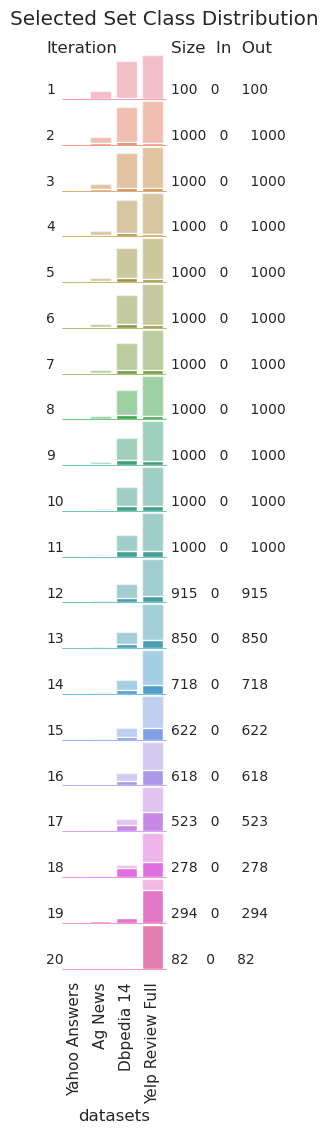 Selected Set Class Distribution
Iteration Size In Out
1 100 0 100
2 1000 0 1000
3 1000 0 1000
4 1000 0 1000
5 1000 0 1000
6 1000 0 1000
7 1000 0 1000
8 1000 0 1000
9 1000 0 1000
10 1000 0 1000
11 1000 0 1000
12 915 0 915
13 850 0 850
14 718 0 718
15 622 0 622
16 618 0 618
17 523 0 523
18 278 0 278
19 294 0 294
20 82 0 82
Yahoo Answers
Ag News
Dbpedia 14
Yelp Review Full
datasets